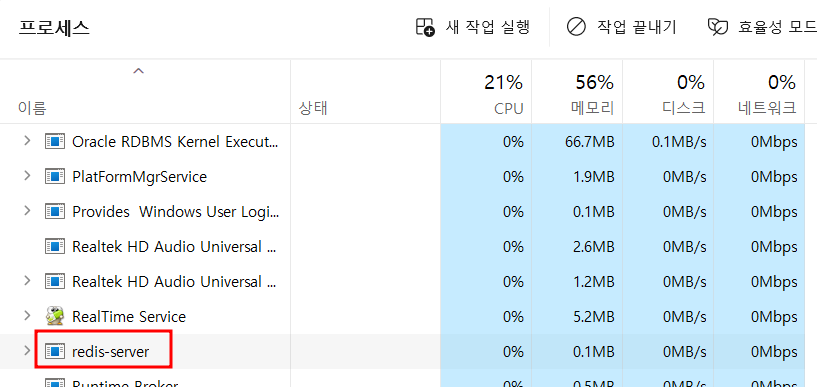 프로세스
새 작업 실행
작업 끝내기
효율성 모드
21% 56% 0% 0%
이름 상태 CPU 메모리 디스크 네트워크
Oracle RDBMS Kernel Execut... 0% 66.7MB 0.1MB/s 0Mbps
PlatFormMgrService 0% 1.9MB 0MB/s 0Mbps
Provides Windows User Logi... 0% 0.1MB 0MB/s 0Mbps
Realtek HD Audio Universal ... 0% 2.6MB 0MB/s 0Mbps
Realtek HD Audio Universal ... 0% 1.2MB 0MB/s 0Mbps
RealTime Service 0% 5.2MB 0MB/s 0Mbps
redis-server 0% 0.1MB 0MB/s 0Mbps
Runtime Broker 0% 0.5MB 0MB/s 0Mbps